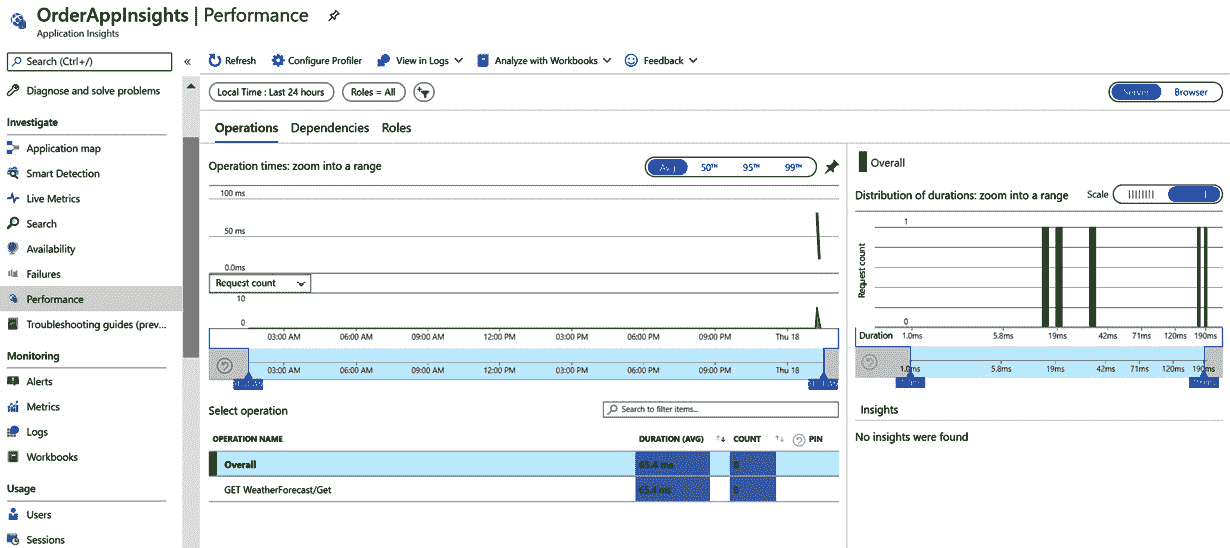 OrderAppInsights | Performance
Application Insights
Search (Ctrl+/)
«
Refresh
Configure Profiler
View in Logs
Analyze with Workbooks
Feedback
Diagnose and solve problems
Local Time : Last 24 hours
Roles = All
Server
Browser
Investigate
Application map
Smart Detection
Live Metrics
Search
Availability
Failures
Performance
Troubleshooting guides (prev...
Monitoring
Alerts
Metrics
Logs
Workbooks
Usage
Users
Sessions
Operations
Dependencies
Roles
Operation times: zoom into a range
Avg
50TH
95TH
99TH
100 ms
50 ms
0.0ms
Request count
10
0
03:00 AM 06:00 AM 09:00 AM 12:00 PM 03:00 PM 06:00 PM 09:00 PM Thu 18
03:00 AM 06:00 AM 09:00 AM 12:00 PM 03:00 PM 06:00 PM 09:00 PM Thu 18
Select operation
Search to filter items...
OPERATION NAME DURATION (AVG) COUNT PIN
Overall 65.4 ms 8
GET WeatherForecast/Get 65.4 ms 8
Overall
Distribution of durations: zoom into a range
Scale
Request count
1
0
Duration 1.0ms 5.8ms 19ms 42ms 71ms 120ms 190ms
1.0ms 5.8ms 19ms 42ms 71ms 120ms 190ms
Insights
No insights were found